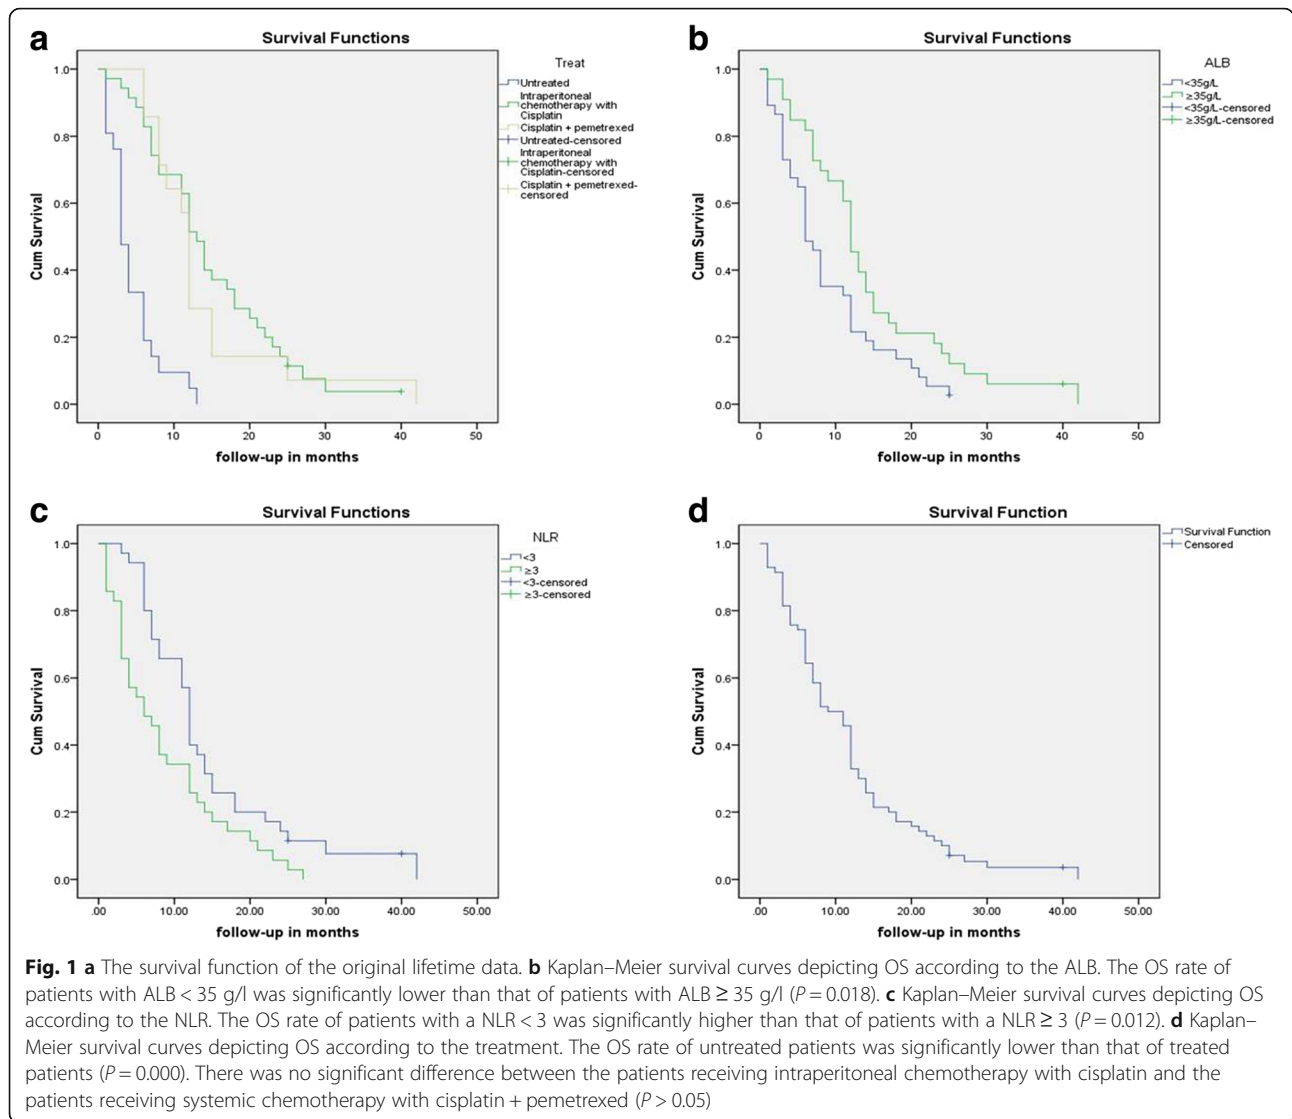 a
Survival Functions
Treat
Untreated
Intraperitoneal
chemotherapy with
Cisplatin
Cisplatin + pemetrexed
Untreated-censored
Intraperitoneal
chemotherapy with
Cisplatin-censored
Cisplatin + pemetrexed-
censored
Cum Survival
1.0
0.8
0.6
0.4
0.2
0.0
0 10 20 30 40 50
follow-up in months
b
Survival Functions
ALB
<35g/L
≥35g/L
<35g/L-censored
≥35g/L-censored
Cum Survival
1.0
0.8
0.6
0.4
0.2
0.0
0 10 20 30 40 50
follow-up in months
c
Survival Functions
NLR
<3
≥3
<3-censored
≥3-censored
Cum Survival
1.0
0.8
0.6
0.4
0.2
0.0
.00 10.00 20.00 30.00 40.00 50.00
follow-up in months
d
Survival Function
Survival Function
Censored
Cum Survival
1.0
0.8
0.6
0.4
0.2
0.0
.00 10.00 20.00 30.00 40.00 50.00
follow-up in months
Fig. 1 a The survival function of the original lifetime data. b Kaplan–Meier survival curves depicting OS according to the ALB. The OS rate of
patients with ALB < 35 g/l was significantly lower than that of patients with ALB ≥ 35 g/l (P = 0.018). c Kaplan–Meier survival curves depicting OS
according to the NLR. The OS rate of patients with a NLR < 3 was significantly higher than that of patients with a NLR ≥ 3 (P = 0.012). d Kaplan–
Meier survival curves depicting OS according to the treatment. The OS rate of untreated patients was significantly lower than that of treated
patients (P = 0.000). There was no significant difference between the patients receiving intraperitoneal chemotherapy with cisplatin and the
patients receiving systemic chemotherapy with cisplatin + pemetrexed (P > 0.05)